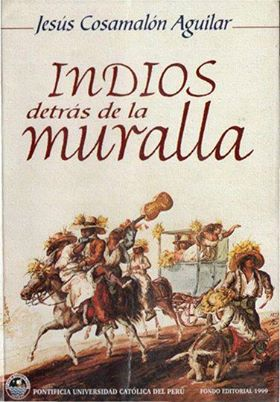 Jesús Cosamalón Aguilar
INDIOS
detrás de la
muralla
PONTIFICIA UNIVERSIDAD CATÓLICA DEL PERÚ
FONDO EDITORIAL 1999